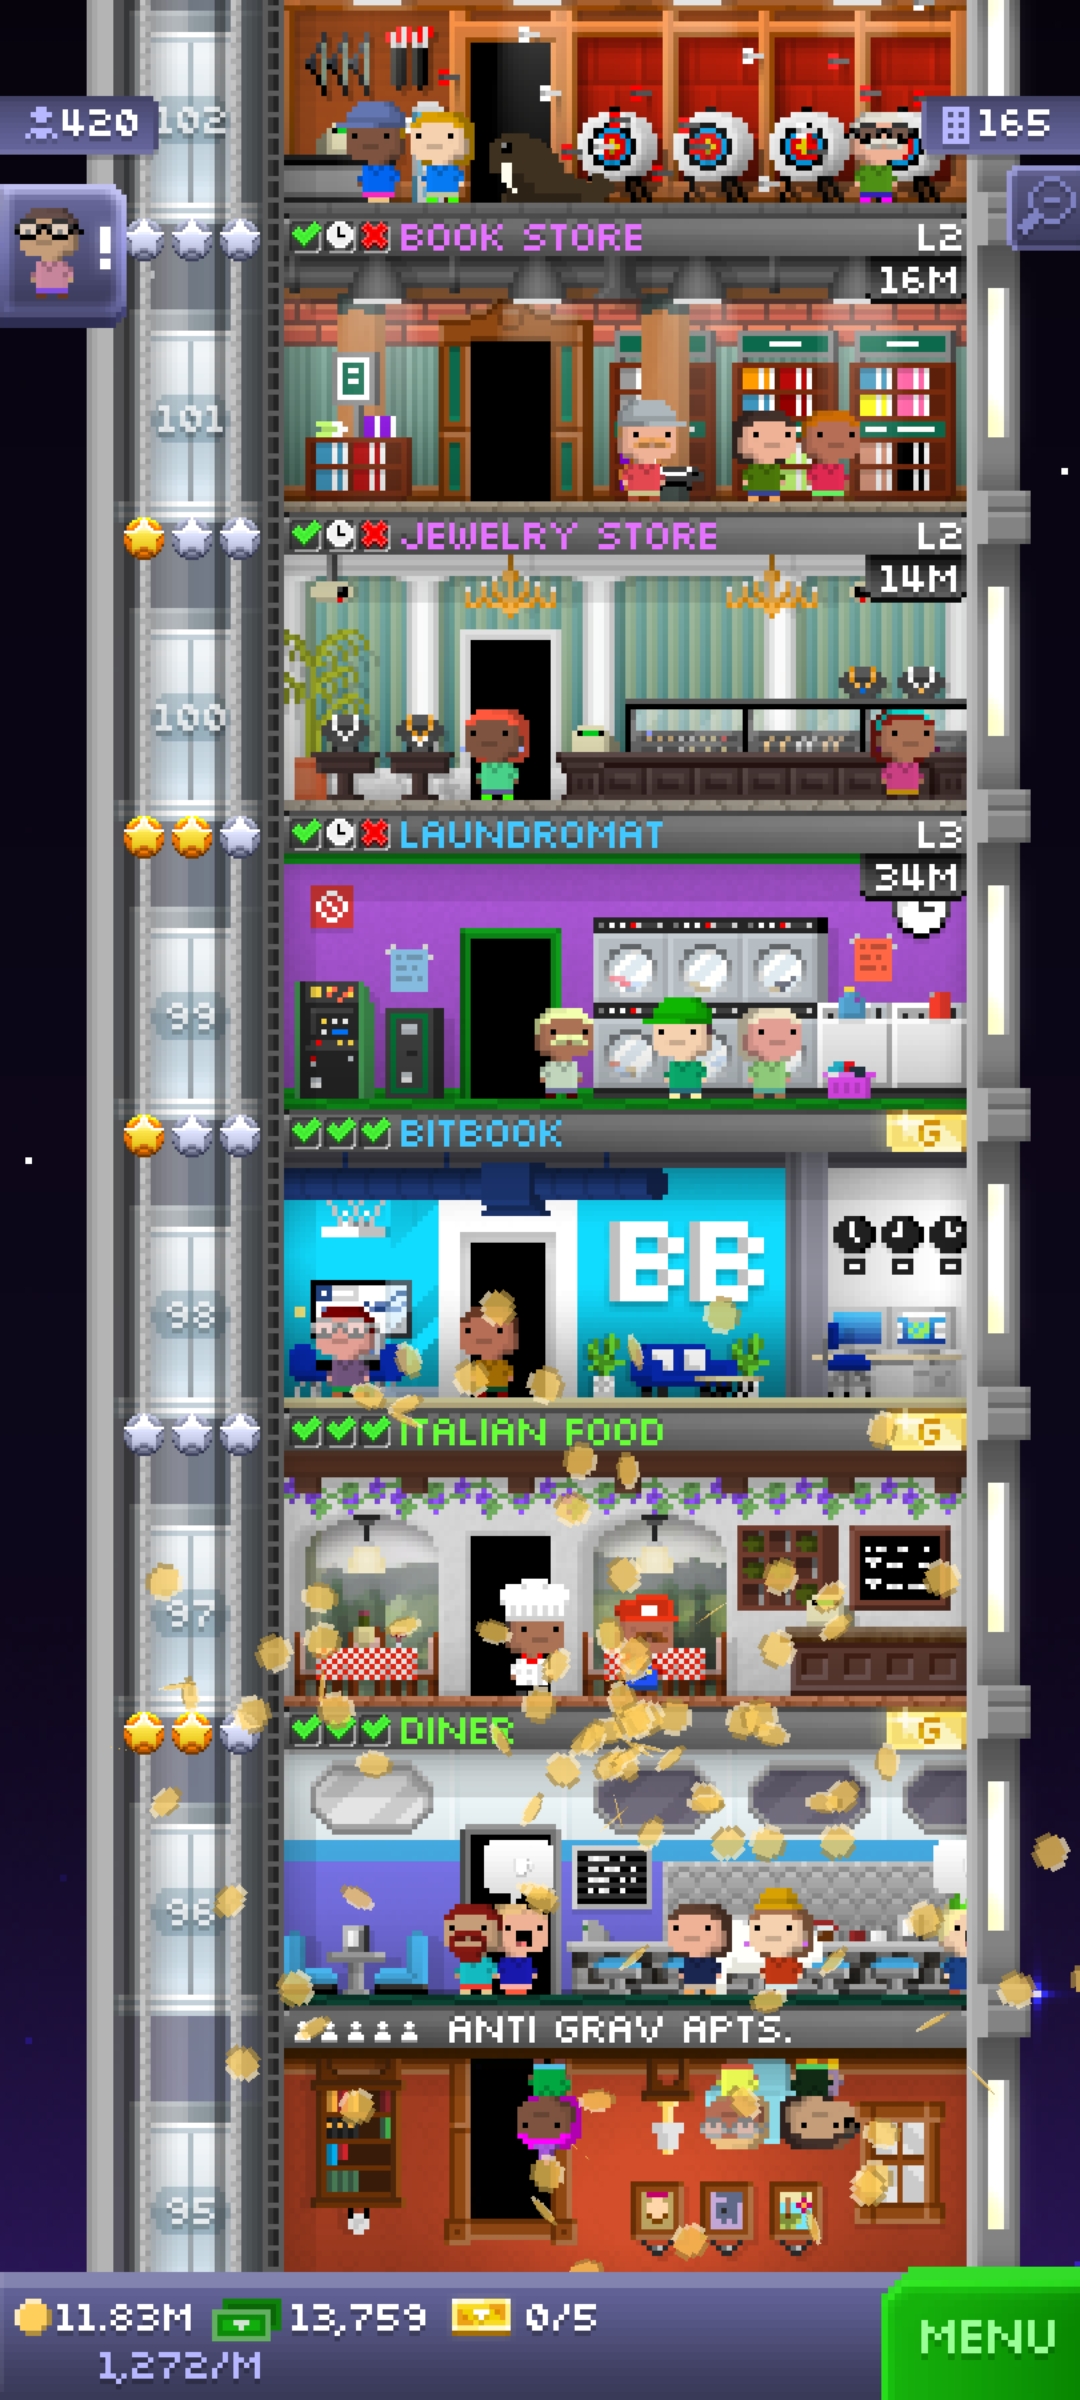 102
420
165
!
BOOK STORE L2
16M
101
JEWELRY STORE L2
14M
100
LAUNDROMAT L3
34M
99
BITBOOK G
BB
98
ITALIAN FOOD G
97
DINER G
96
ANTI GRAV APTS.
95
11.83M 13,759 0/5
1,272/M
MENU